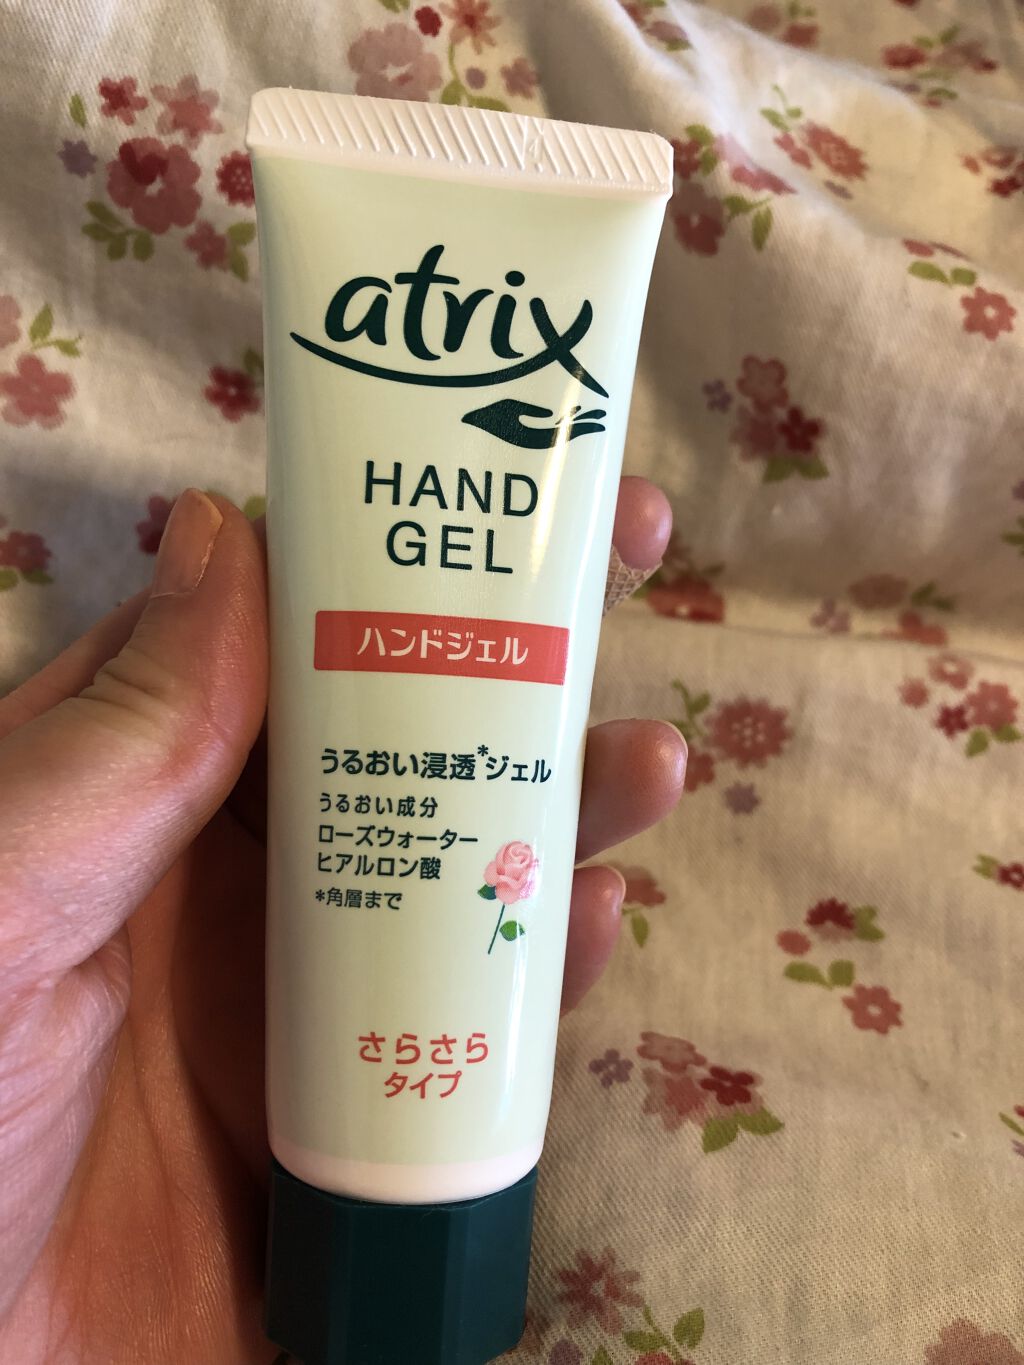 atrix
HAND
GEL
ハンドジェル
うるおい浸透*ジェル
うるおい成分
ローズウォーター
ヒアルロン酸
*角層まで
さらさら
タイプ